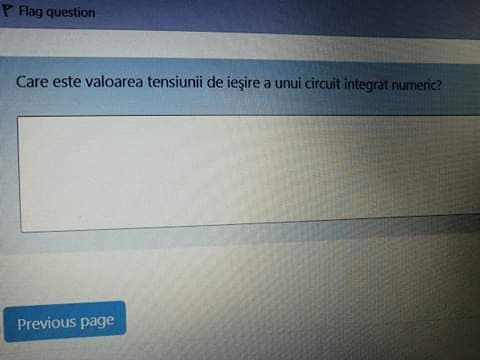 Flag question
Care este valoarea tensiunii de ieşire a unui circuit integrat numeric?
Previous page